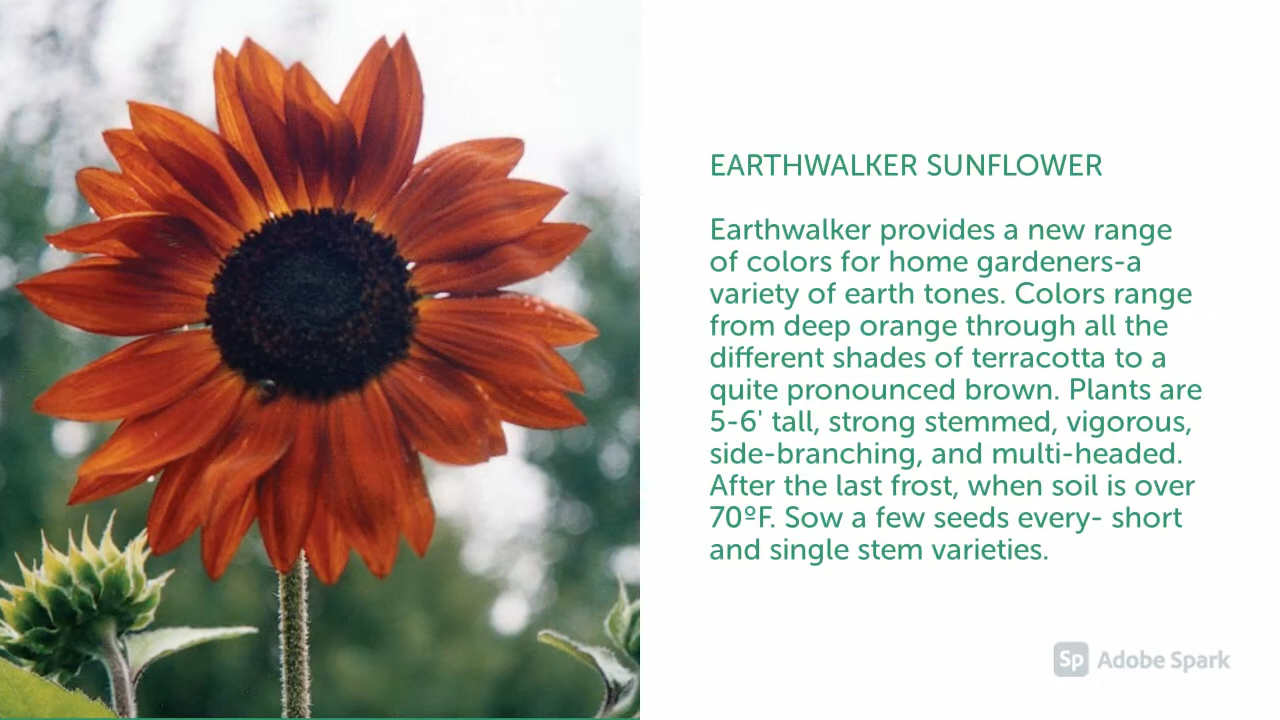 EARTHWALKER SUNFLOWER
Earthwalker provides a new range
of colors for home gardeners-a
variety of earth tones. Colors range
from deep orange through all the
different shades of terracotta to a
quite pronounced brown. Plants are
5-6' tall, strong stemmed, vigorous,
side-branching, and multi-headed.
After the last frost, when soil is over
70ºF. Sow a few seeds every- short
and single stem varieties.
Sp Adobe Spark